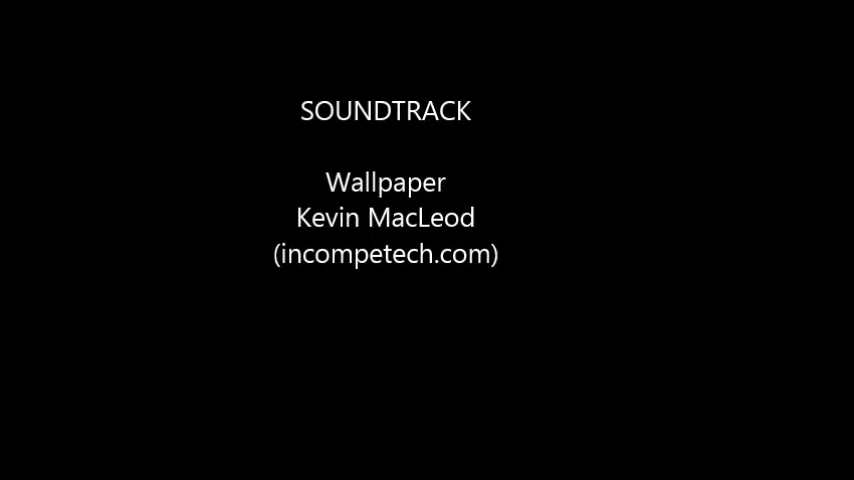 SOUNDTRACK
Wallpaper
Kevin MacLeod
(incompetech.com)